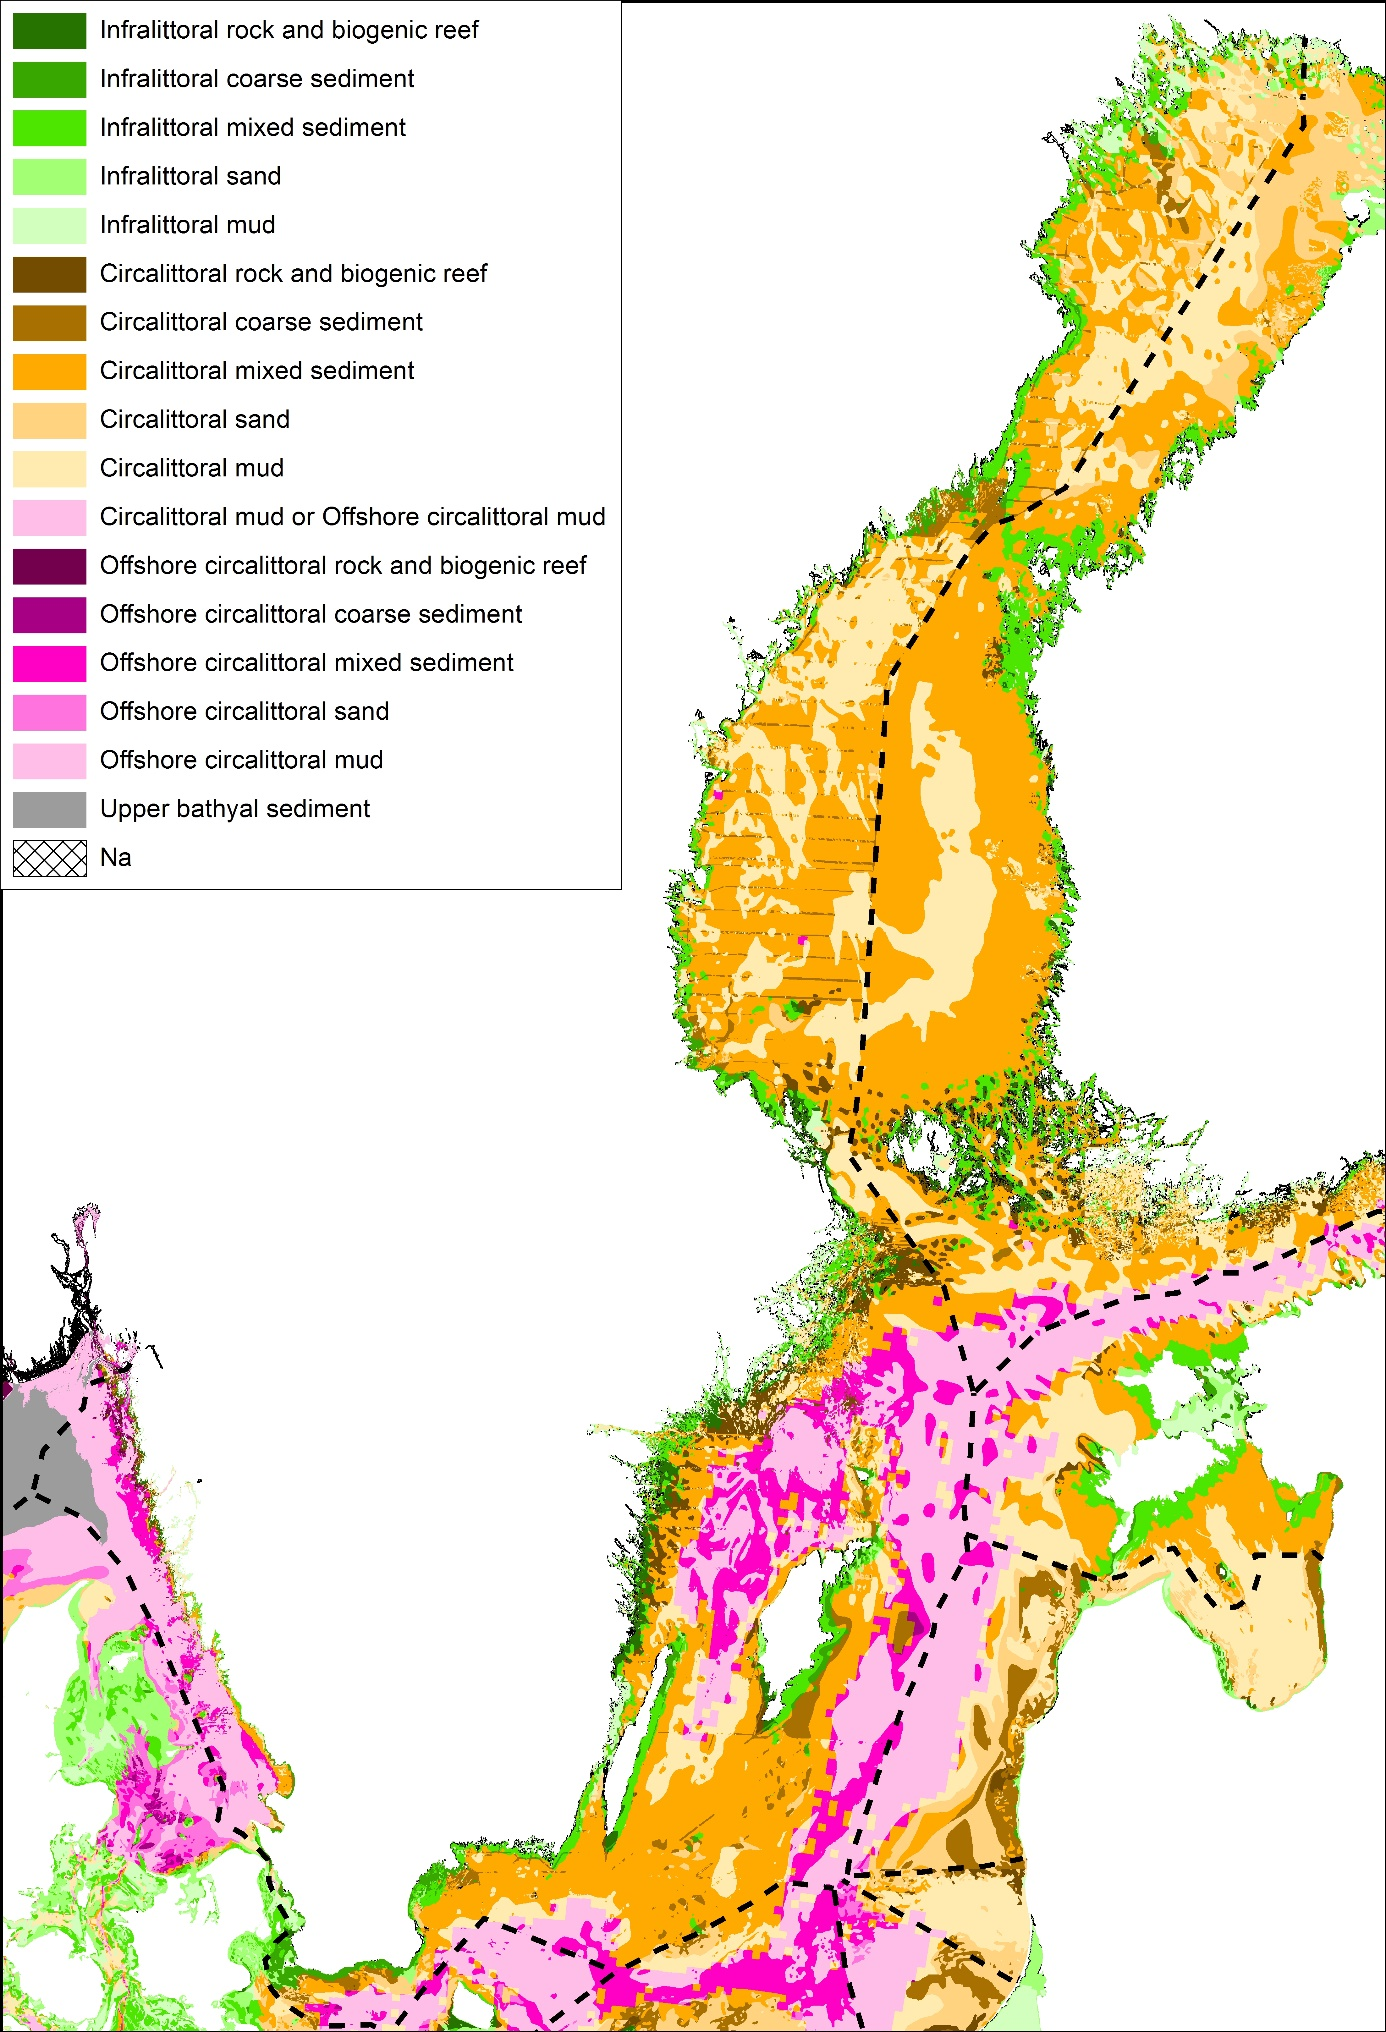 Infralittoral rock and biogenic reef
Infralittoral coarse sediment
Infralittoral mixed sediment
Infralittoral sand
Infralittoral mud
Circalittoral rock and biogenic reef
Circalittoral coarse sediment
Circalittoral mixed sediment
Circalittoral sand
Circalittoral mud
Circalittoral mud or Offshore circalittoral mud
Offshore circalittoral rock and biogenic reef
Offshore circalittoral coarse sediment
Offshore circalittoral mixed sediment
Offshore circalittoral sand
Offshore circalittoral mud
Upper bathyal sediment
Na